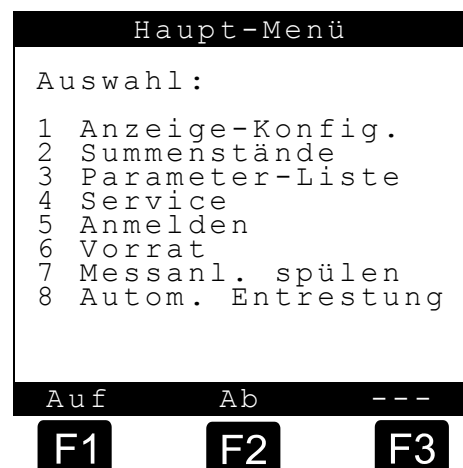 Haupt-Menü
Auswahl:
1 Anzeige-Konfig.
2 Summenstände
3 Parameter-Liste
4 Service
5 Anmelden
6 Vorrat
7 Messanl. spülen
8 Autom. Entrestung
Auf Ab ---
F1 F2 F3